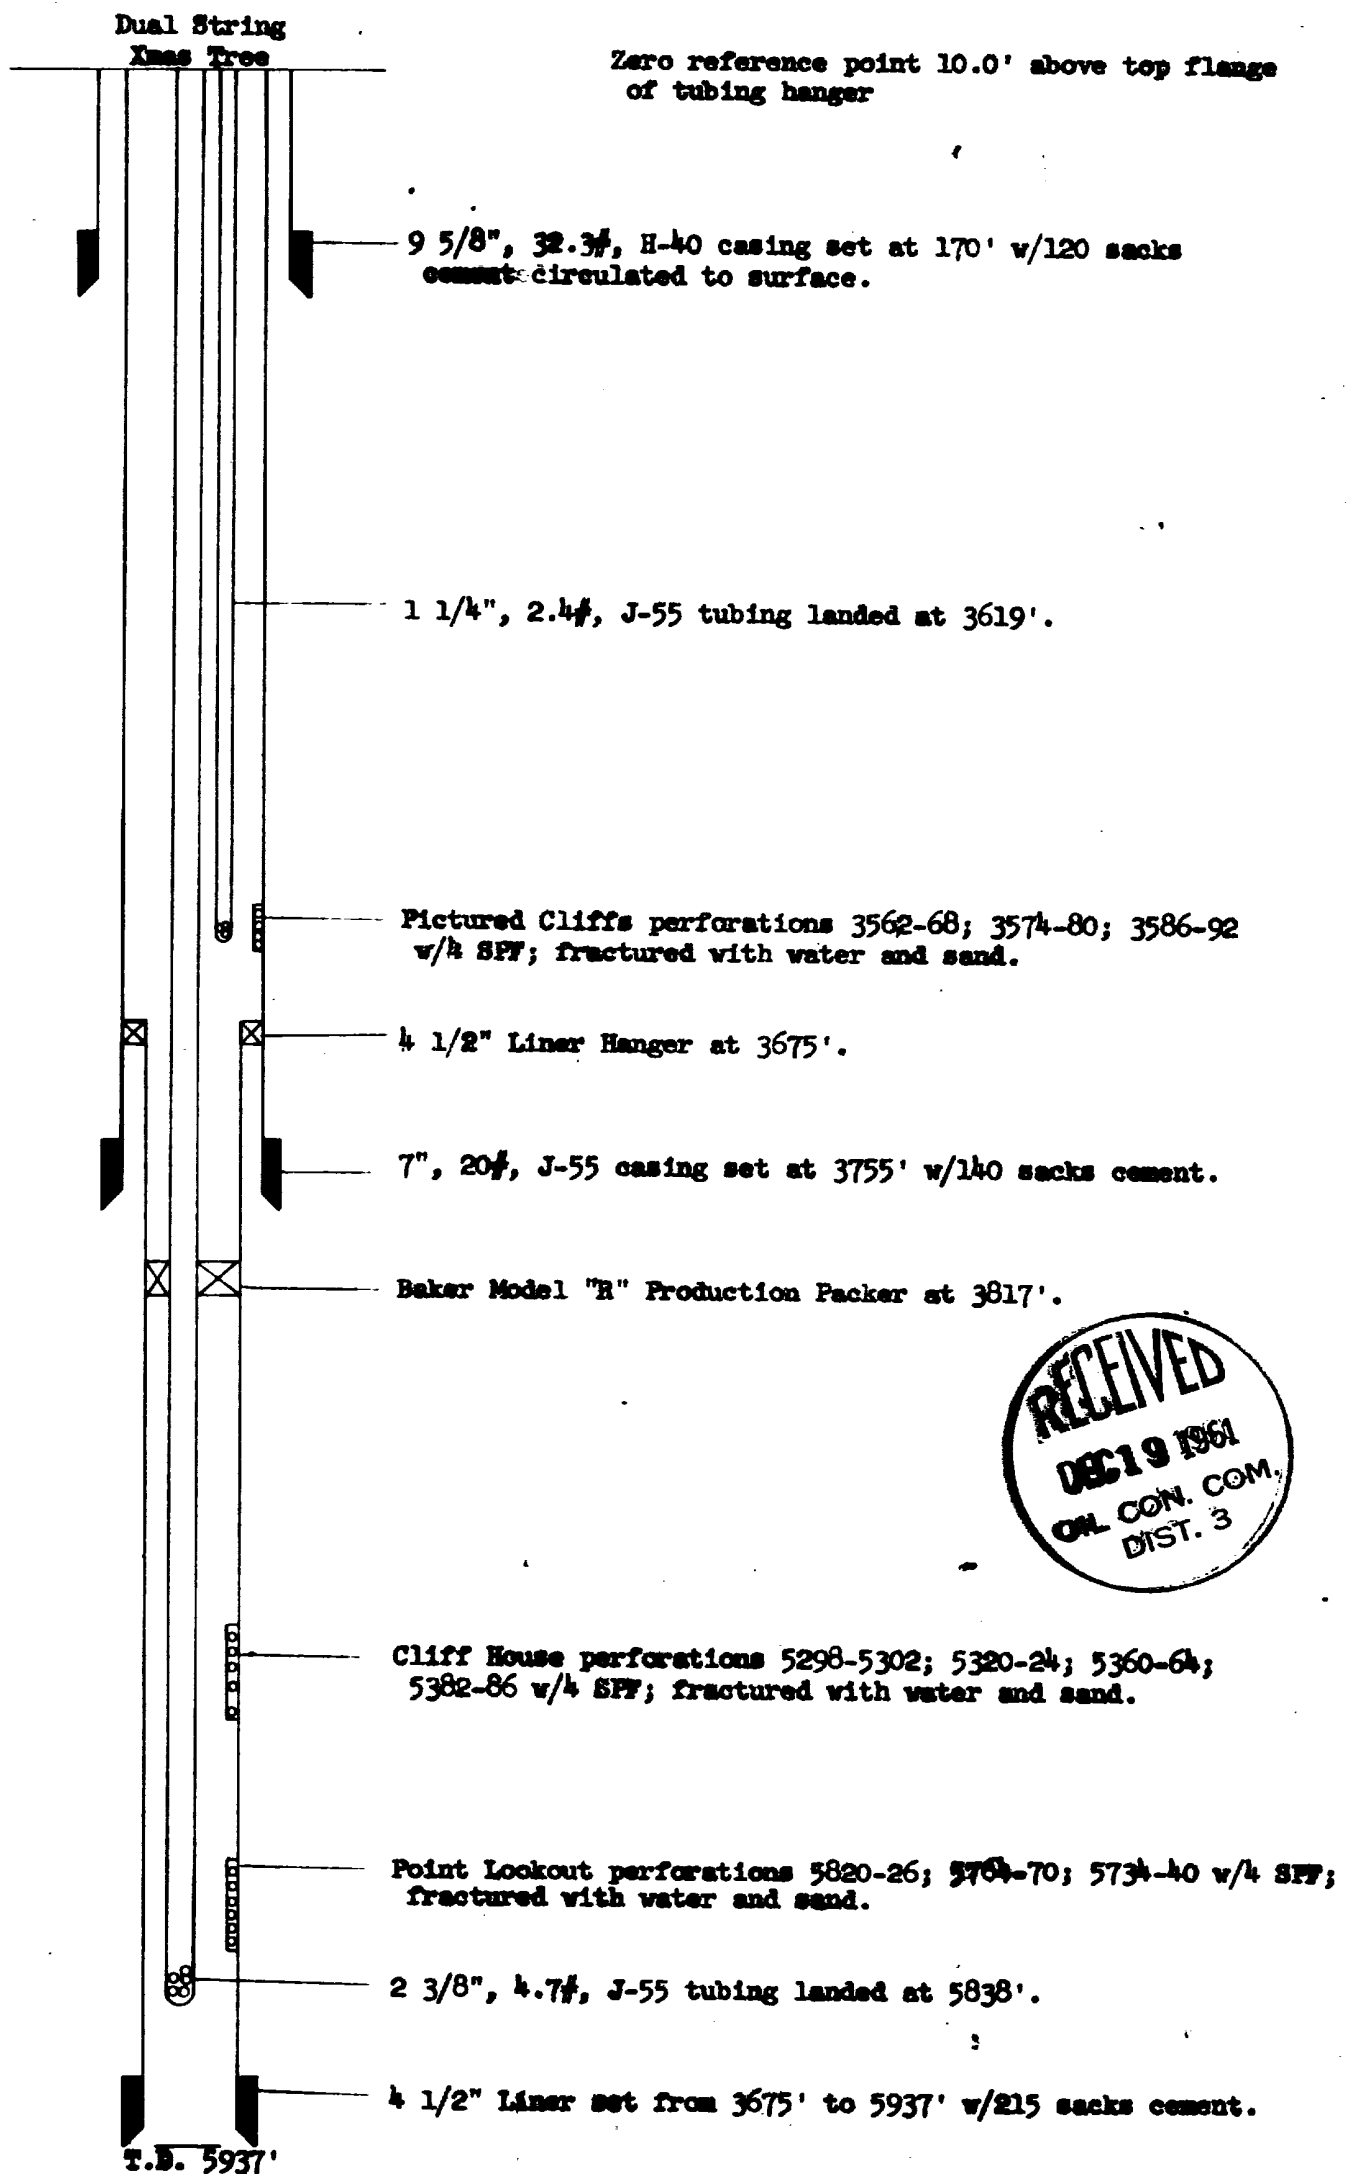 Dual String
Xmas Tree
Zero reference point 10.0' above top flange
of tubing hanger
9 5/8", 32.3#, H-40 casing set at 170' w/120 sacks
cement circulated to surface.
1 1/4", 2.4#, J-55 tubing landed at 3619'.
Pictured Cliffs perforations 3562-68; 3574-80; 3586-92
w/4 SPF; fractured with water and sand.
4 1/2" Liner Hanger at 3675'.
7", 20#, J-55 casing set at 3755' w/140 sacks cement.
Baker Model "R" Production Packer at 3817'.
RECEIVED
DEC 19 1961
OIL CON. COM.
DIST. 3
Cliff House perforations 5298-5302; 5320-24; 5360-64;
5382-86 w/4 SPF; fractured with water and sand.
Point Lookout perforations 5820-26; 5764-70; 5734-40 w/4 SPF;
fractured with water and sand.
2 3/8", 4.7#, J-55 tubing landed at 5838'.
4 1/2" Liner set from 3675' to 5937' w/215 sacks cement.
T.D. 5937'